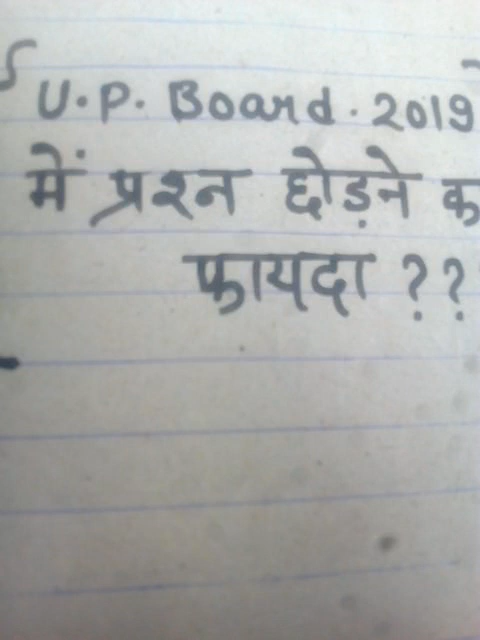 U.P. Board. 2019
में प्रश्न छोड़ने क
फायदा ??